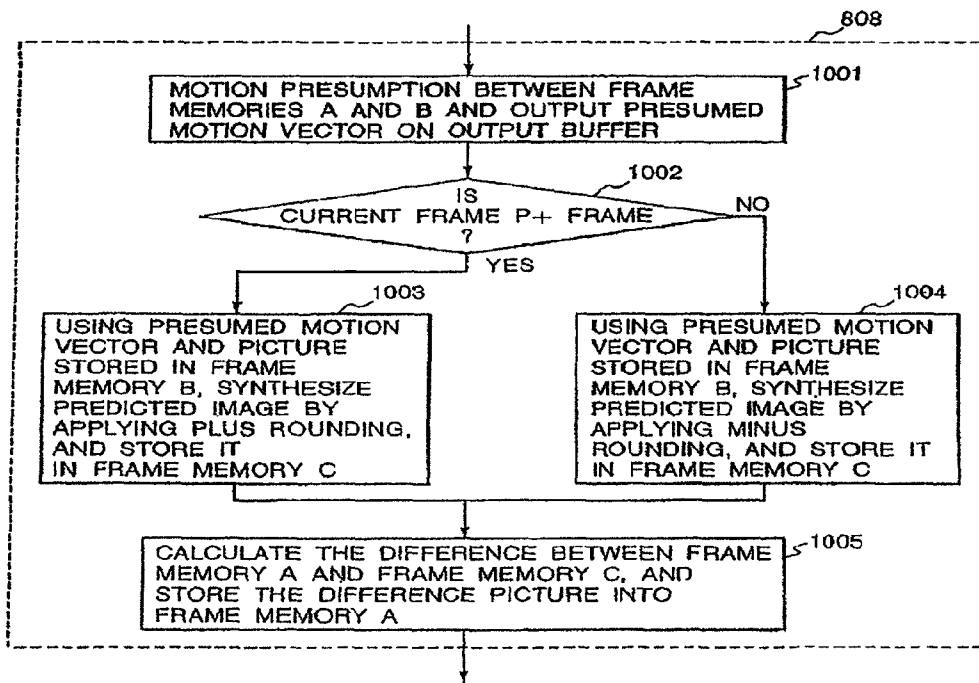 808
1001
MOTION PRESUMPTION BETWEEN FRAME
MEMORIES A AND B AND OUTPUT PRESUMED
MOTION VECTOR ON OUTPUT BUFFER
1002
IS
CURRENT FRAME P+ FRAME
?
NO
YES
1003
USING PRESUMED MOTION
VECTOR AND PICTURE
STORED IN FRAME
MEMORY B, SYNTHESIZE
PREDICTED IMAGE BY
APPLYING PLUS ROUNDING,
AND STORE IT
IN FRAME MEMORY C
1004
USING PRESUMED MOTION
VECTOR AND PICTURE
STORED IN FRAME
MEMORY B, SYNTHESIZE
PREDICTED IMAGE BY
APPLYING MINUS
ROUNDING, AND STORE IT
IN FRAME MEMORY C
1005
CALCULATE THE DIFFERENCE BETWEEN FRAME
MEMORY A AND FRAME MEMORY C, AND
STORE THE DIFFERENCE PICTURE INTO
FRAME MEMORY A